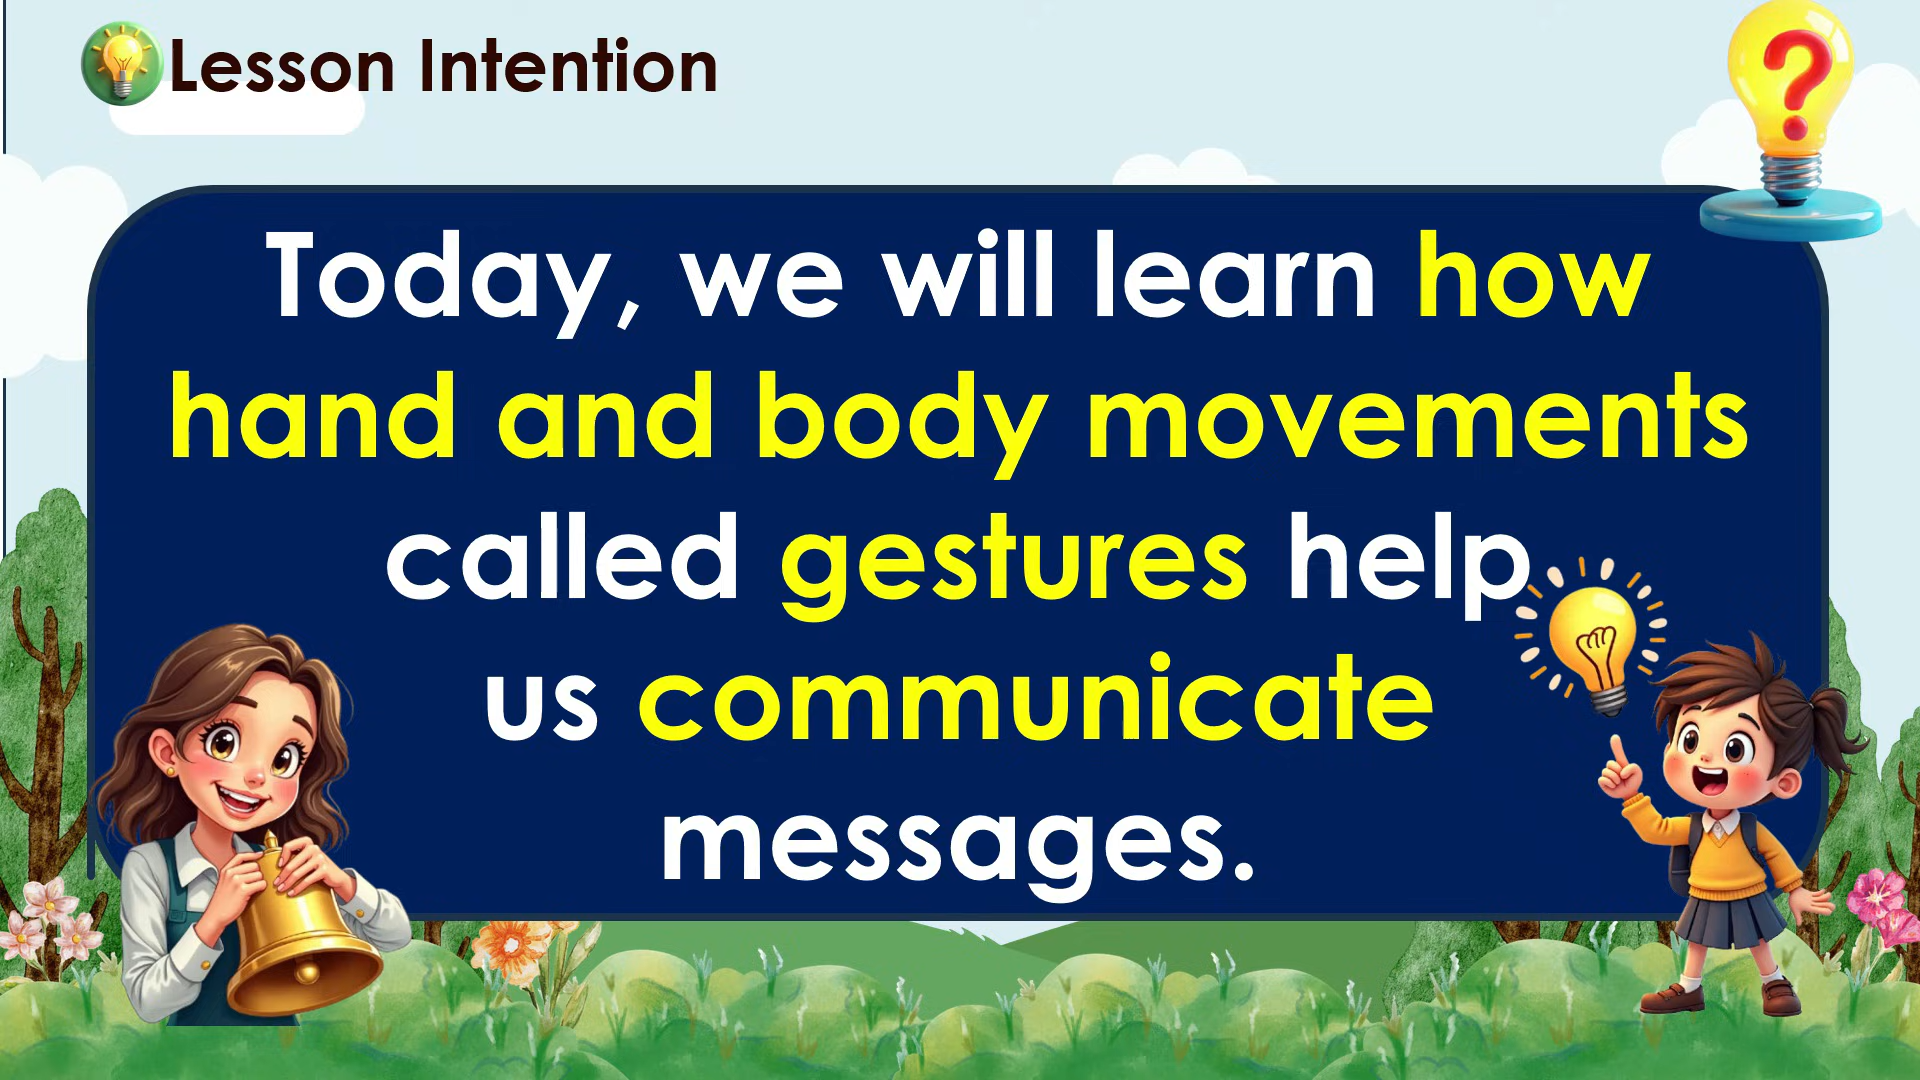 Lesson Intention
?
Today, we will learn how
hand and body movements
called gestures help
us communicate
messages.